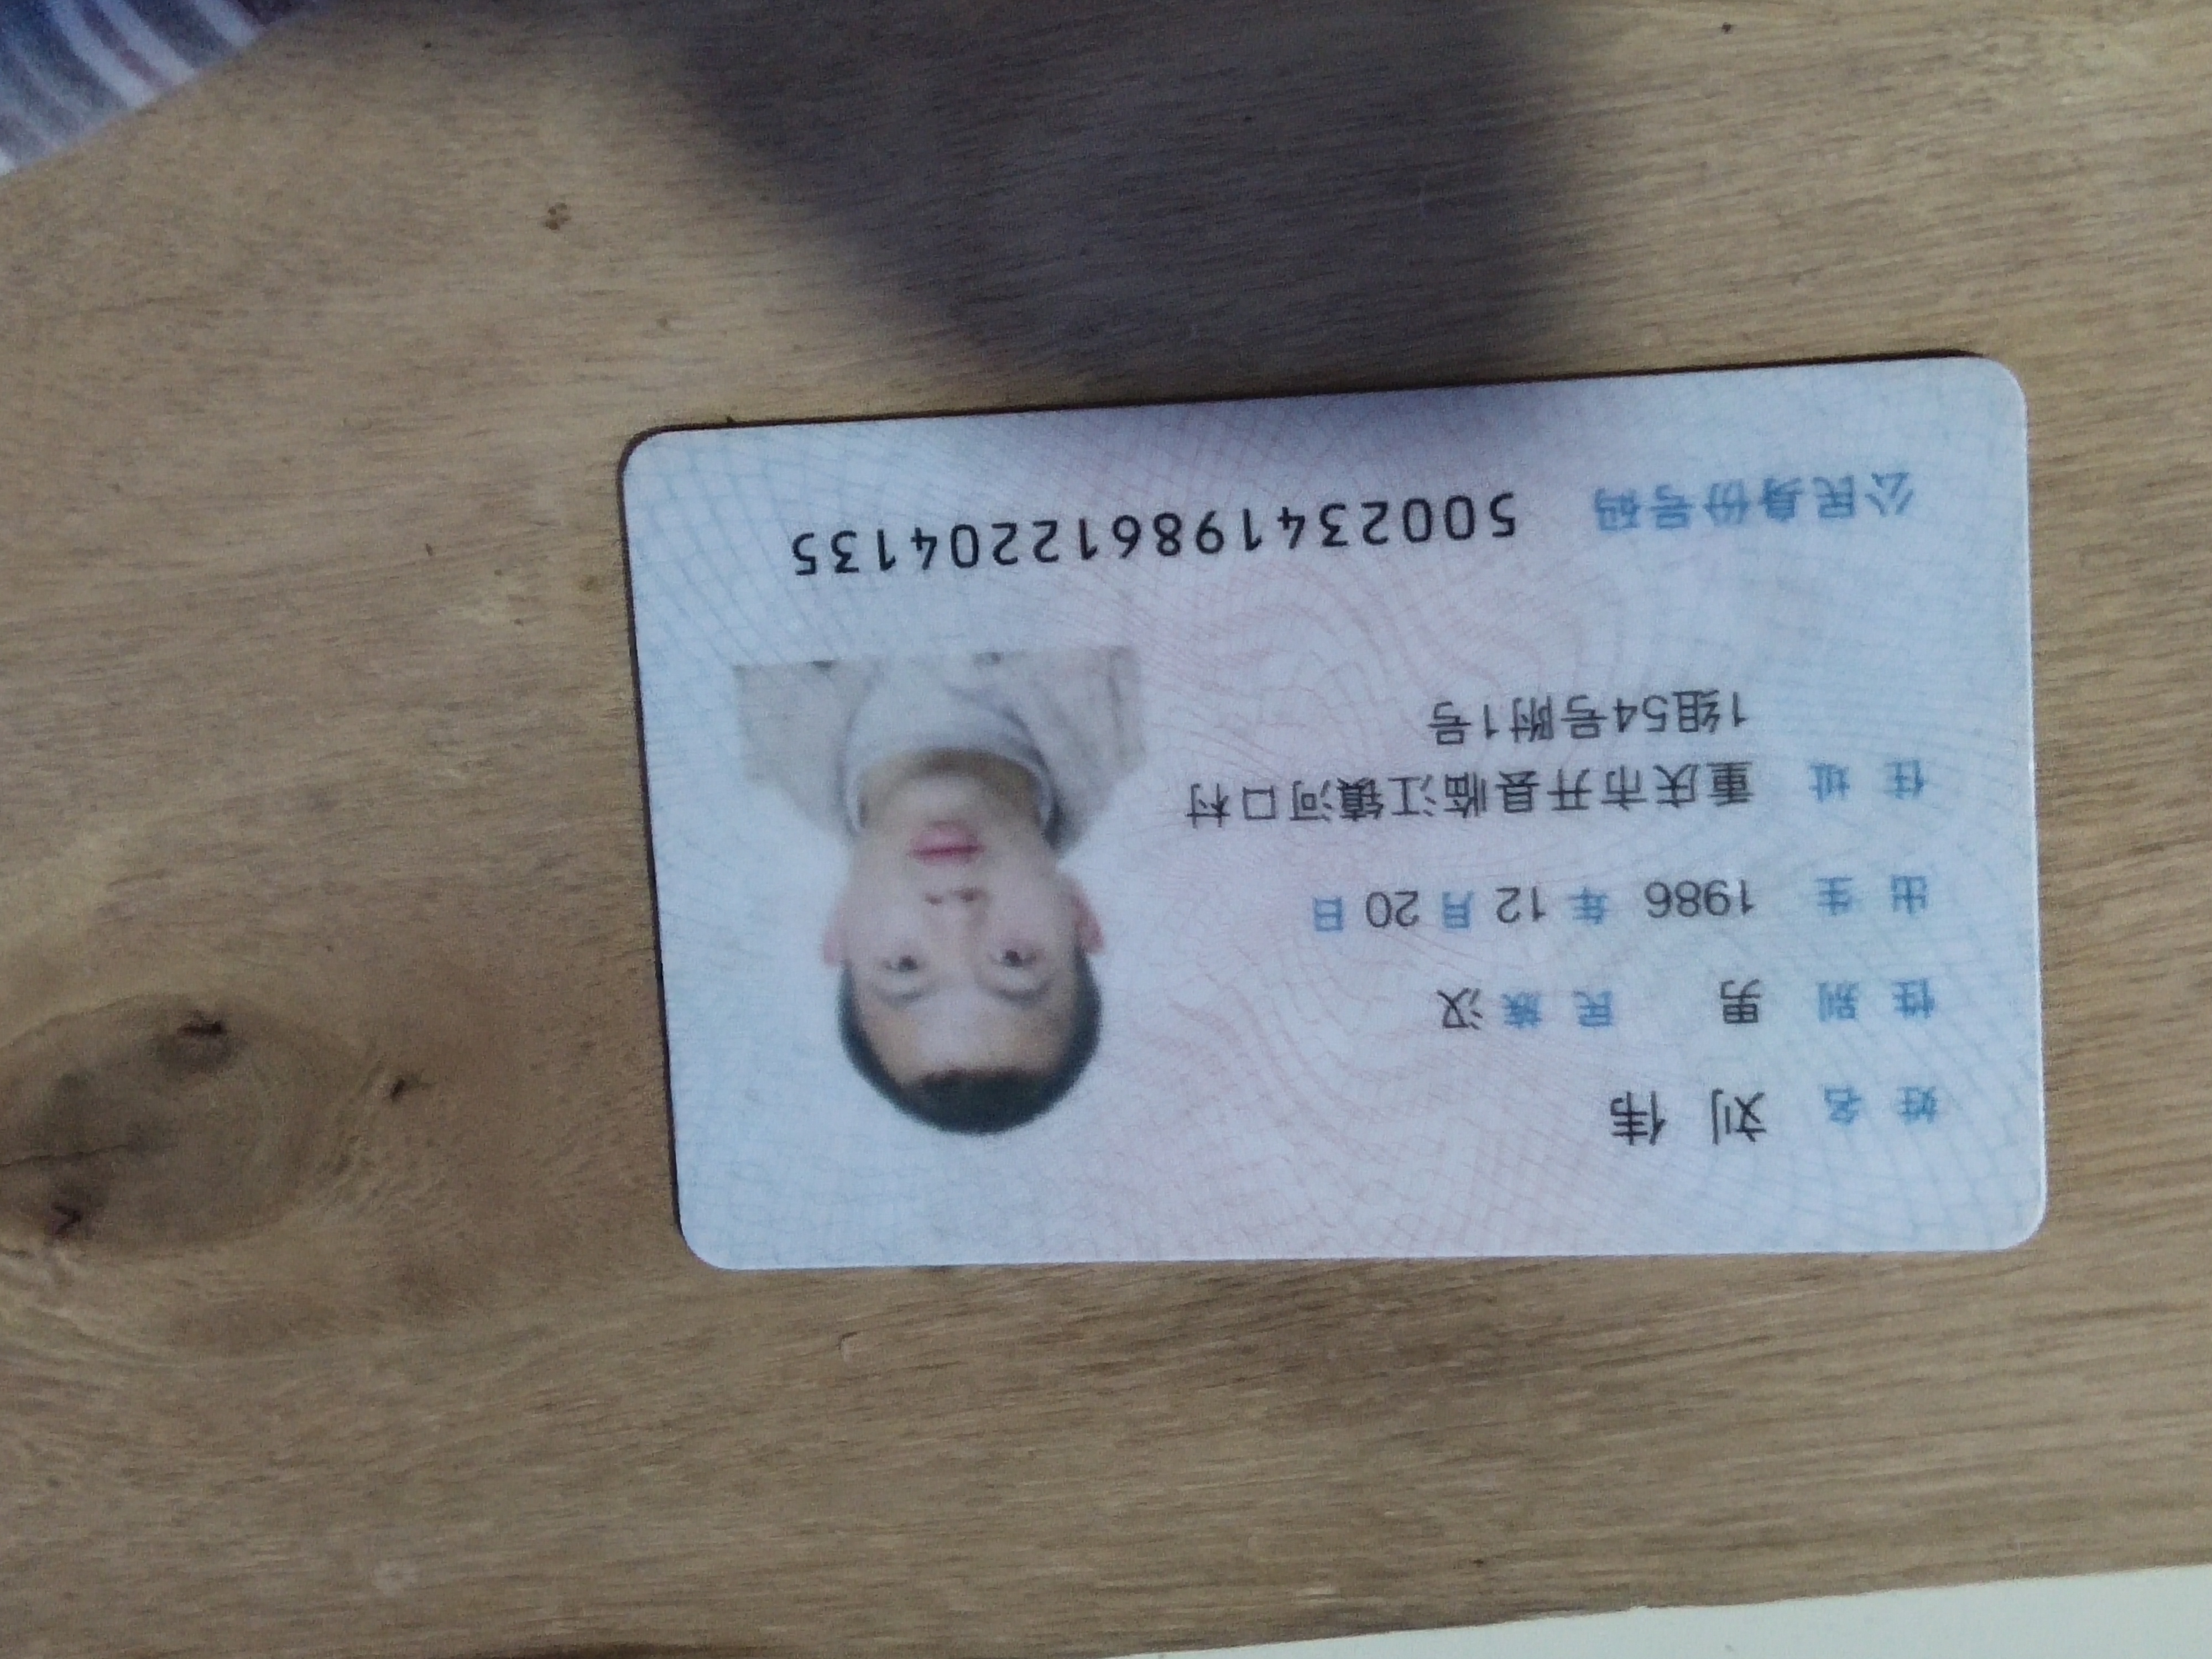 姓名 刘伟
性别 男 民族 汉
出生 1986 年 12 月 20 日
住址 重庆市开县临江镇河口村
1组54号附1号
公民身份号码 500234198612204135